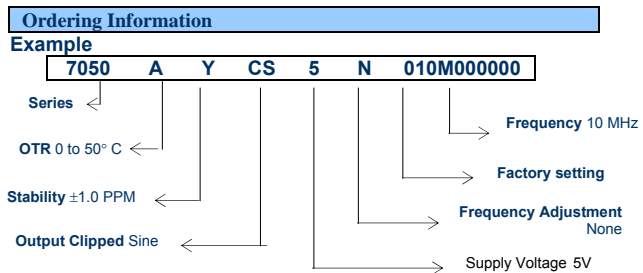 Ordering Information
Example
7050 A Y CS 5 N 010M000000
Series
Frequency 10 MHz
OTR 0 to 50° C
Factory setting
Stability ±1.0 PPM
Frequency Adjustment
None
Output Clipped Sine
Supply Voltage 5V